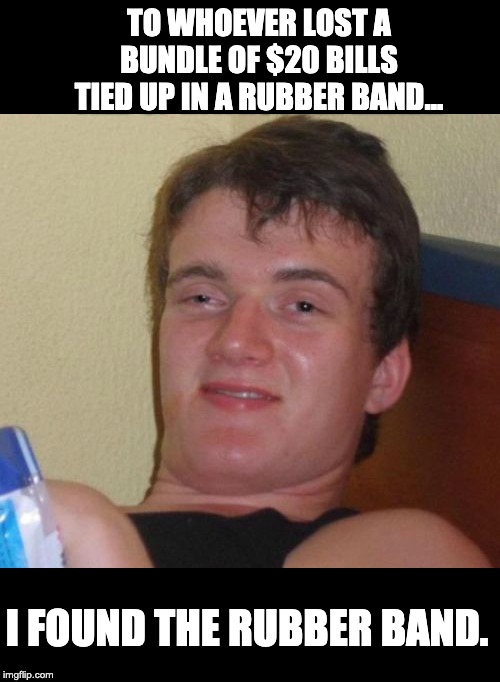 TO WHOEVER LOST A
BUNDLE OF $20 BILLS
TIED UP IN A RUBBER BAND...
I FOUND THE RUBBER BAND.
imgflip.com